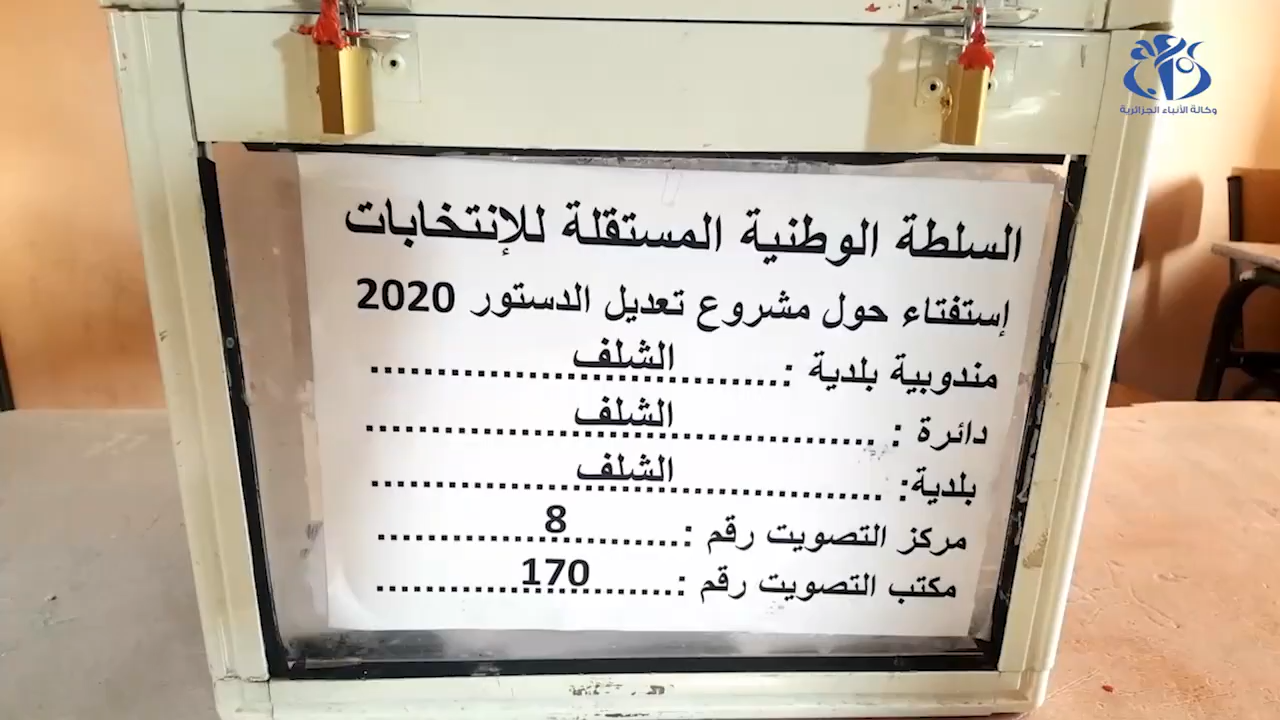 وكالة الأنباء الجزائرية
السلطة الوطنية المستقلة للإنتخابات
إستفتاء حول مشروع تعديل الدستور 2020
مندوبية بلدية : الشلف
دائرة : الشلف
بلدية: الشلف
مركز التصويت رقم : 8
مكتب التصويت رقم : 170